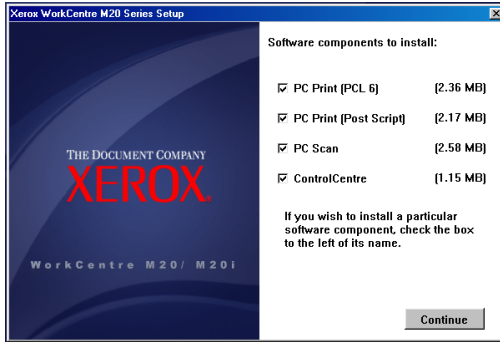 Xerox WorkCentre M20 Series Setup
Software components to install:
PC Print (PCL 6) (2.36 MB)
PC Print (Post Script) (2.17 MB)
PC Scan (2.58 MB)
ControlCentre (1.15 MB)
If you wish to install a particular
software component, check the box
to the left of its name.
THE DOCUMENT COMPANY
XEROX.
WorkCentre M20/ M20i
Continue